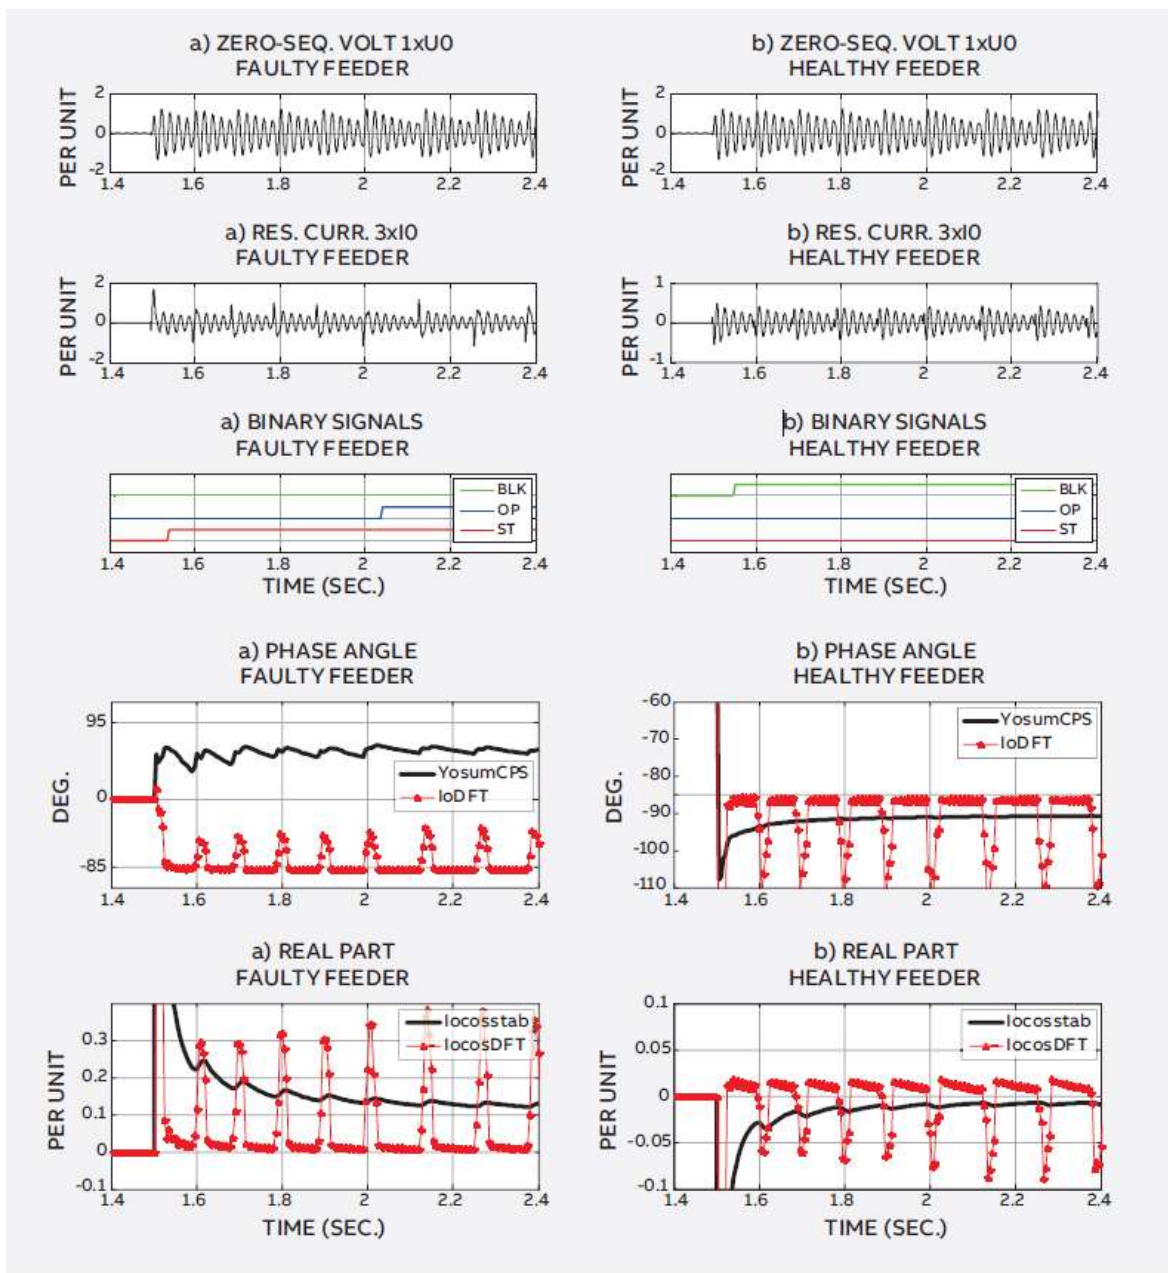 a) ZERO-SEQ. VOLT 1xU0
FAULTY FEEDER
PER UNIT
2
0
-2
1.4 1.6 1.8 2 2.2 2.4
b) ZERO-SEQ. VOLT 1xU0
HEALTHY FEEDER
PER UNIT
2
0
-2
1.4 1.6 1.8 2 2.2 2.4
a) RES. CURR. 3xI0
FAULTY FEEDER
PER UNIT
2
0
-2
1.4 1.6 1.8 2 2.2 2.4
b) RES. CURR. 3xI0
HEALTHY FEEDER
PER UNIT
1
0
-1
1.4 1.6 1.8 2 2.2 2.4
a) BINARY SIGNALS
FAULTY FEEDER
BLK
OP
ST
1.4 1.6 1.8 2 2.2 2.4
TIME (SEC.)
b) BINARY SIGNALS
HEALTHY FEEDER
BLK
OP
ST
1.4 1.6 1.8 2 2.2 2.4
TIME (SEC.)
a) PHASE ANGLE
FAULTY FEEDER
DEG.
95
0
-85
YosumCPS
IoDFT
1.4 1.6 1.8 2 2.2 2.4
b) PHASE ANGLE
HEALTHY FEEDER
DEG.
-60
-70
-80
-90
-100
-110
YosumCPS
IoDFT
1.4 1.6 1.8 2 2.2 2.4
a) REAL PART
FAULTY FEEDER
PER UNIT
0.3
0.2
0.1
0
-0.1
Iocosstab
IocosDFT
1.4 1.6 1.8 2 2.2 2.4
TIME (SEC.)
b) REAL PART
HEALTHY FEEDER
PER UNIT
0.1
0.05
0
-0.05
-0.1
Iocosstab
IocosDFT
1.4 1.6 1.8 2 2.2 2.4
TIME (SEC.)